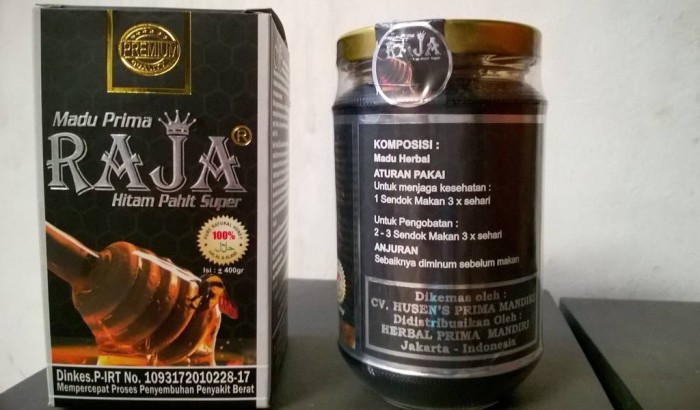 PREMIUM
QUALITY
Madu Prima
RAJA®
Hitam Pahit Super
100%
Isi : ± 400gr
Dinkes.P-IRT No. 1093172010228-17
Mempercepat Proses Penyembuhan Penyakit Berat
RAJA
KOMPOSISI :
Madu Herbal
ATURAN PAKAI
Untuk menjaga kesehatan :
1 Sendok Makan 3 x sehari
Untuk Pengobatan :
2 - 3 Sendok Makan 3 x sehari
ANJURAN
Sebaiknya diminum sebelum makan
Dikemas oleh :
CV. HUSEN'S PRIMA MANDIRI
Didistribusikan Oleh :
HERBAL PRIMA MANDIRI
Jakarta - Indonesia